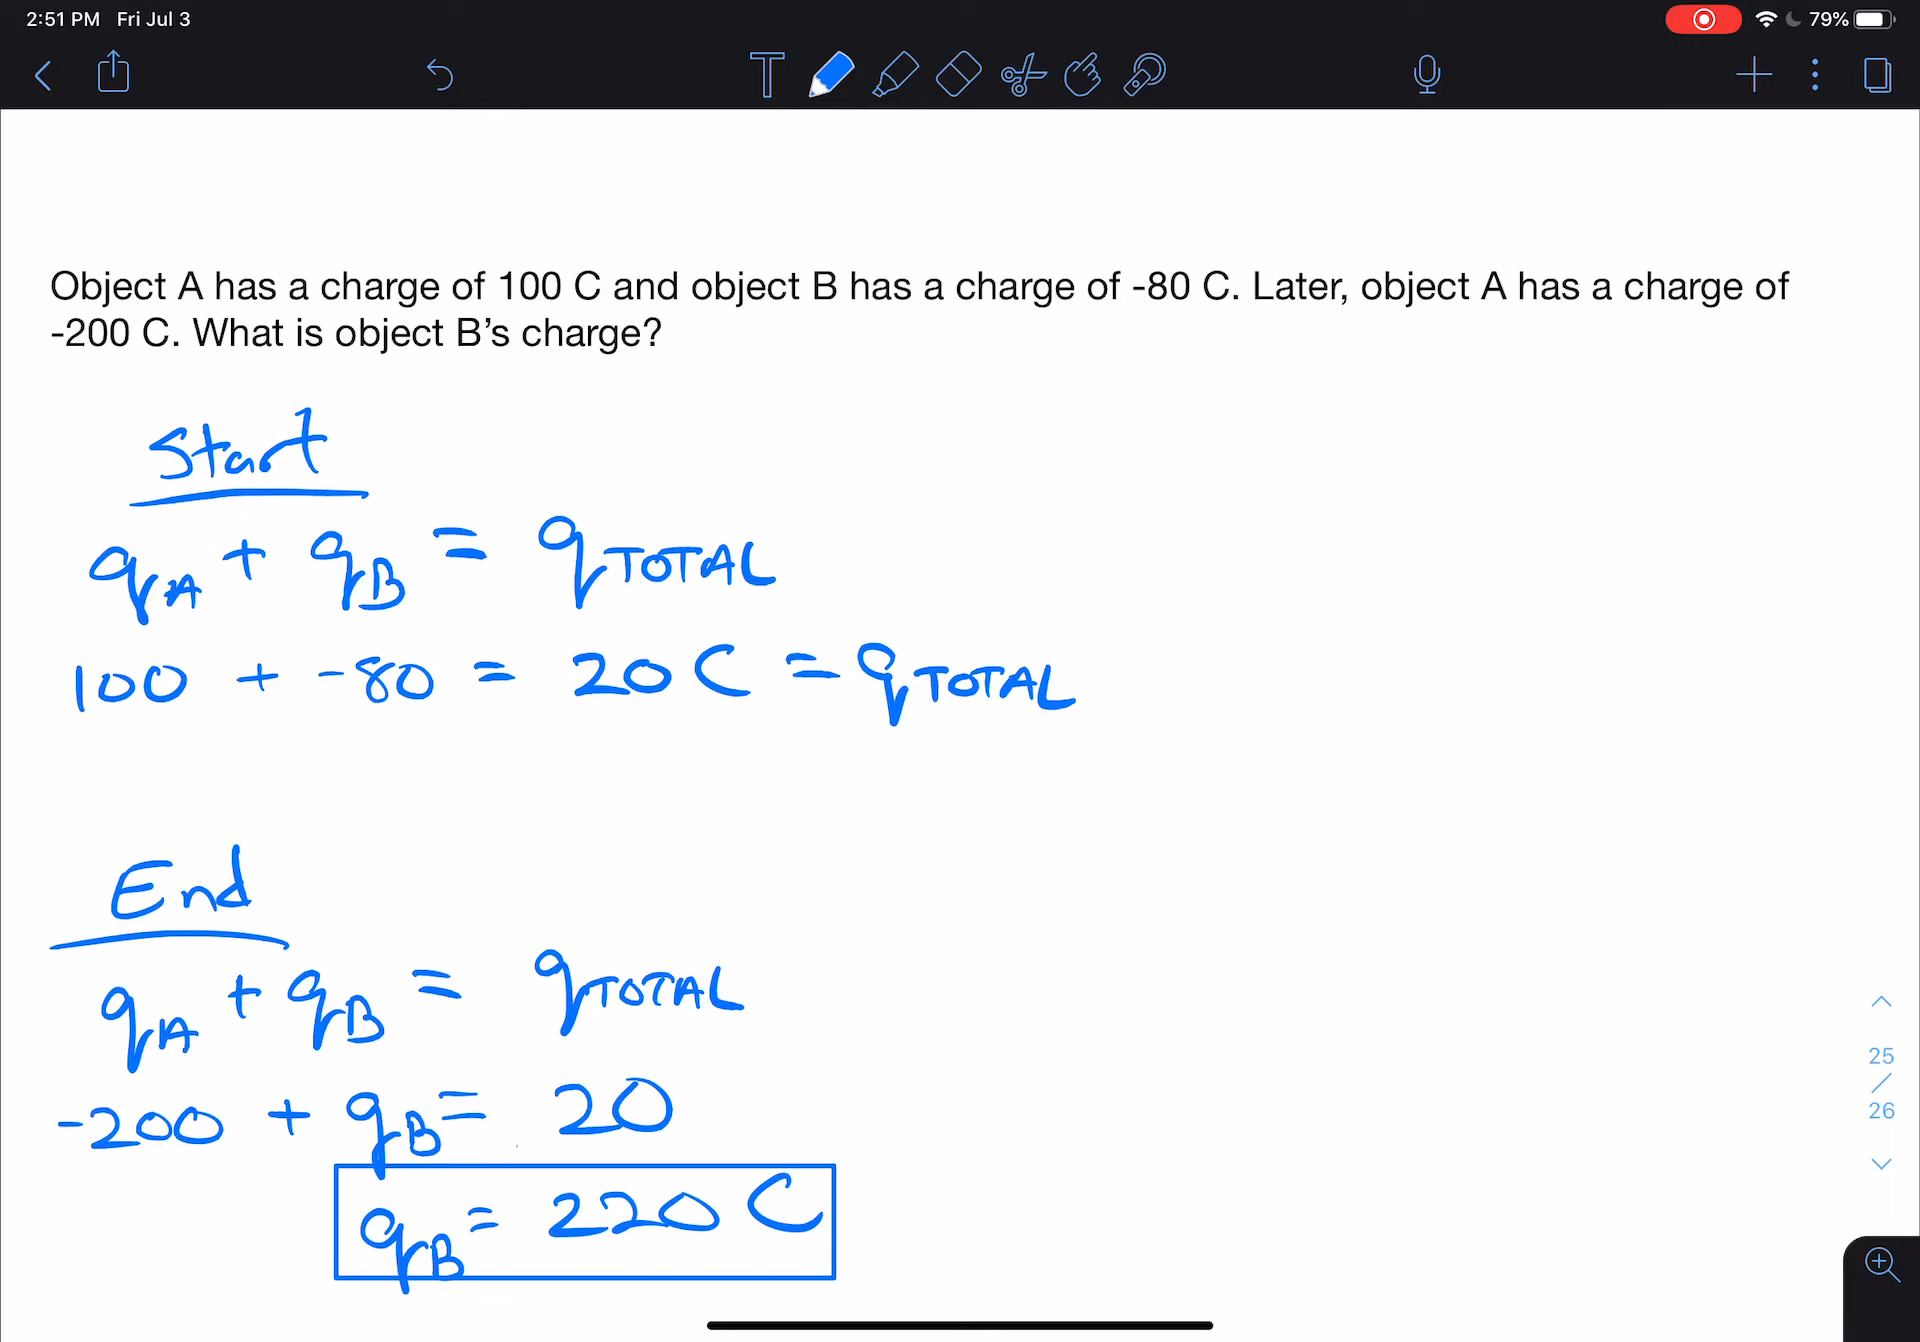 2:51 PM Fri Jul 3 79%
T
Object A has a charge of 100 C and object B has a charge of -80 C. Later, object A has a charge of
-200 C. What is object B’s charge?
Start
qA + qB = qTOTAL
100 + -80 = 20 C = qTOTAL
End
qA + qB = qTOTAL
-200 + qB = 20
qB = 220 C
25
/
26